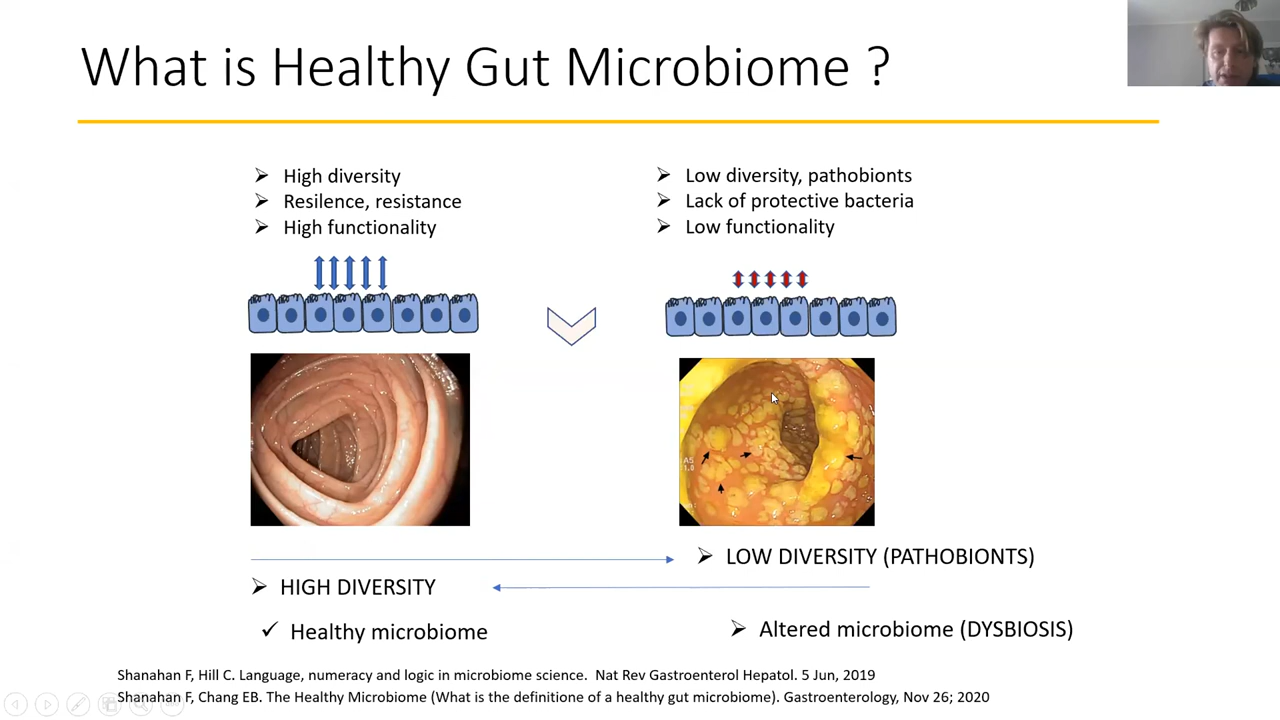 What is Healthy Gut Microbiome ?
High diversity
Resilence, resistance
High functionality
Low diversity, pathobionts
Lack of protective bacteria
Low functionality
A5
1.0
LOW DIVERSITY (PATHOBIONTS)
HIGH DIVERSITY
Healthy microbiome
Altered microbiome (DYSBIOSIS)
Shanahan F, Hill C. Language, numeracy and logic in microbiome science. Nat Rev Gastroenterol Hepatol. 5 Jun, 2019
Shanahan F, Chang EB. The Healthy Microbiome (What is the definitione of a healthy gut microbiome). Gastroenterology, Nov 26; 2020